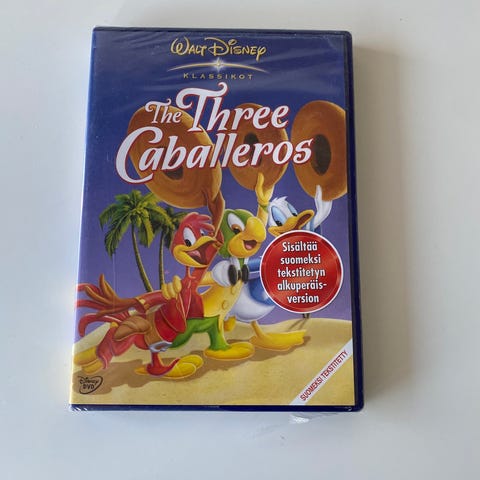 WALT DISNEY
KLASSIKOT
The Three
Caballeros
Sisältää
suomeksi
tekstitetyn
alkuperäis-
version
SUOMEKSI TEKSTITETTY
DISNEY
DVD